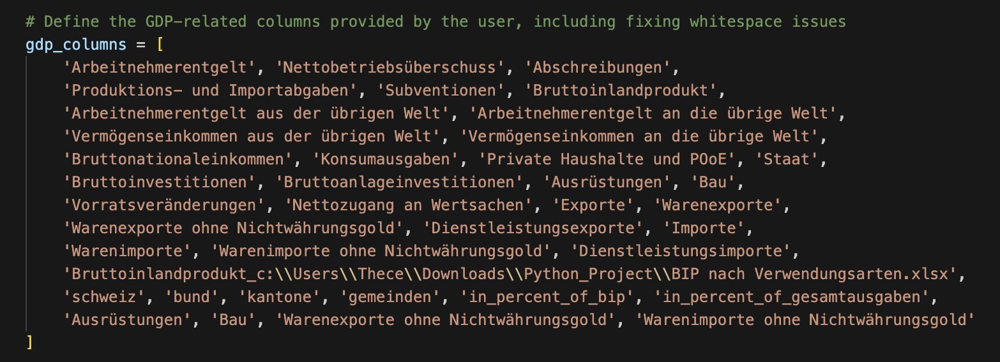 # Define the GDP-related columns provided by the user, including fixing whitespace issues
gdp_columns = [
    'Arbeitnehmerentgelt', 'Nettobetriebsüberschuss', 'Abschreibungen',
    'Produktions- und Importabgaben', 'Subventionen', 'Bruttoinlandprodukt',
    'Arbeitnehmerentgelt aus der übrigen Welt', 'Arbeitnehmerentgelt an die übrige Welt',
    'Vermögenseinkommen aus der übrigen Welt', 'Vermögenseinkommen an die übrige Welt',
    'Bruttonationaleinkommen', 'Konsumausgaben', 'Private Haushalte und POoE', 'Staat',
    'Bruttoinvestitionen', 'Bruttoanlageinvestitionen', 'Ausrüstungen', 'Bau',
    'Vorratsveränderungen', 'Nettozugang an Wertsachen', 'Exporte', 'Warenexporte',
    'Warenexporte ohne Nichtwährungsgold', 'Dienstleistungsexporte', 'Importe',
    'Warenimporte', 'Warenimporte ohne Nichtwährungsgold', 'Dienstleistungsimporte',
    'Bruttoinlandprodukt_c:\\Users\\Thece\\Downloads\\Python_Project\\BIP nach Verwendungsarten.xlsx',
    'schweiz', 'bund', 'kantone', 'gemeinden', 'in_percent_of_bip', 'in_percent_of_gesamtausgaben',
    'Ausrüstungen', 'Bau', 'Warenexporte ohne Nichtwährungsgold', 'Warenimporte ohne Nichtwährungsgold'
]